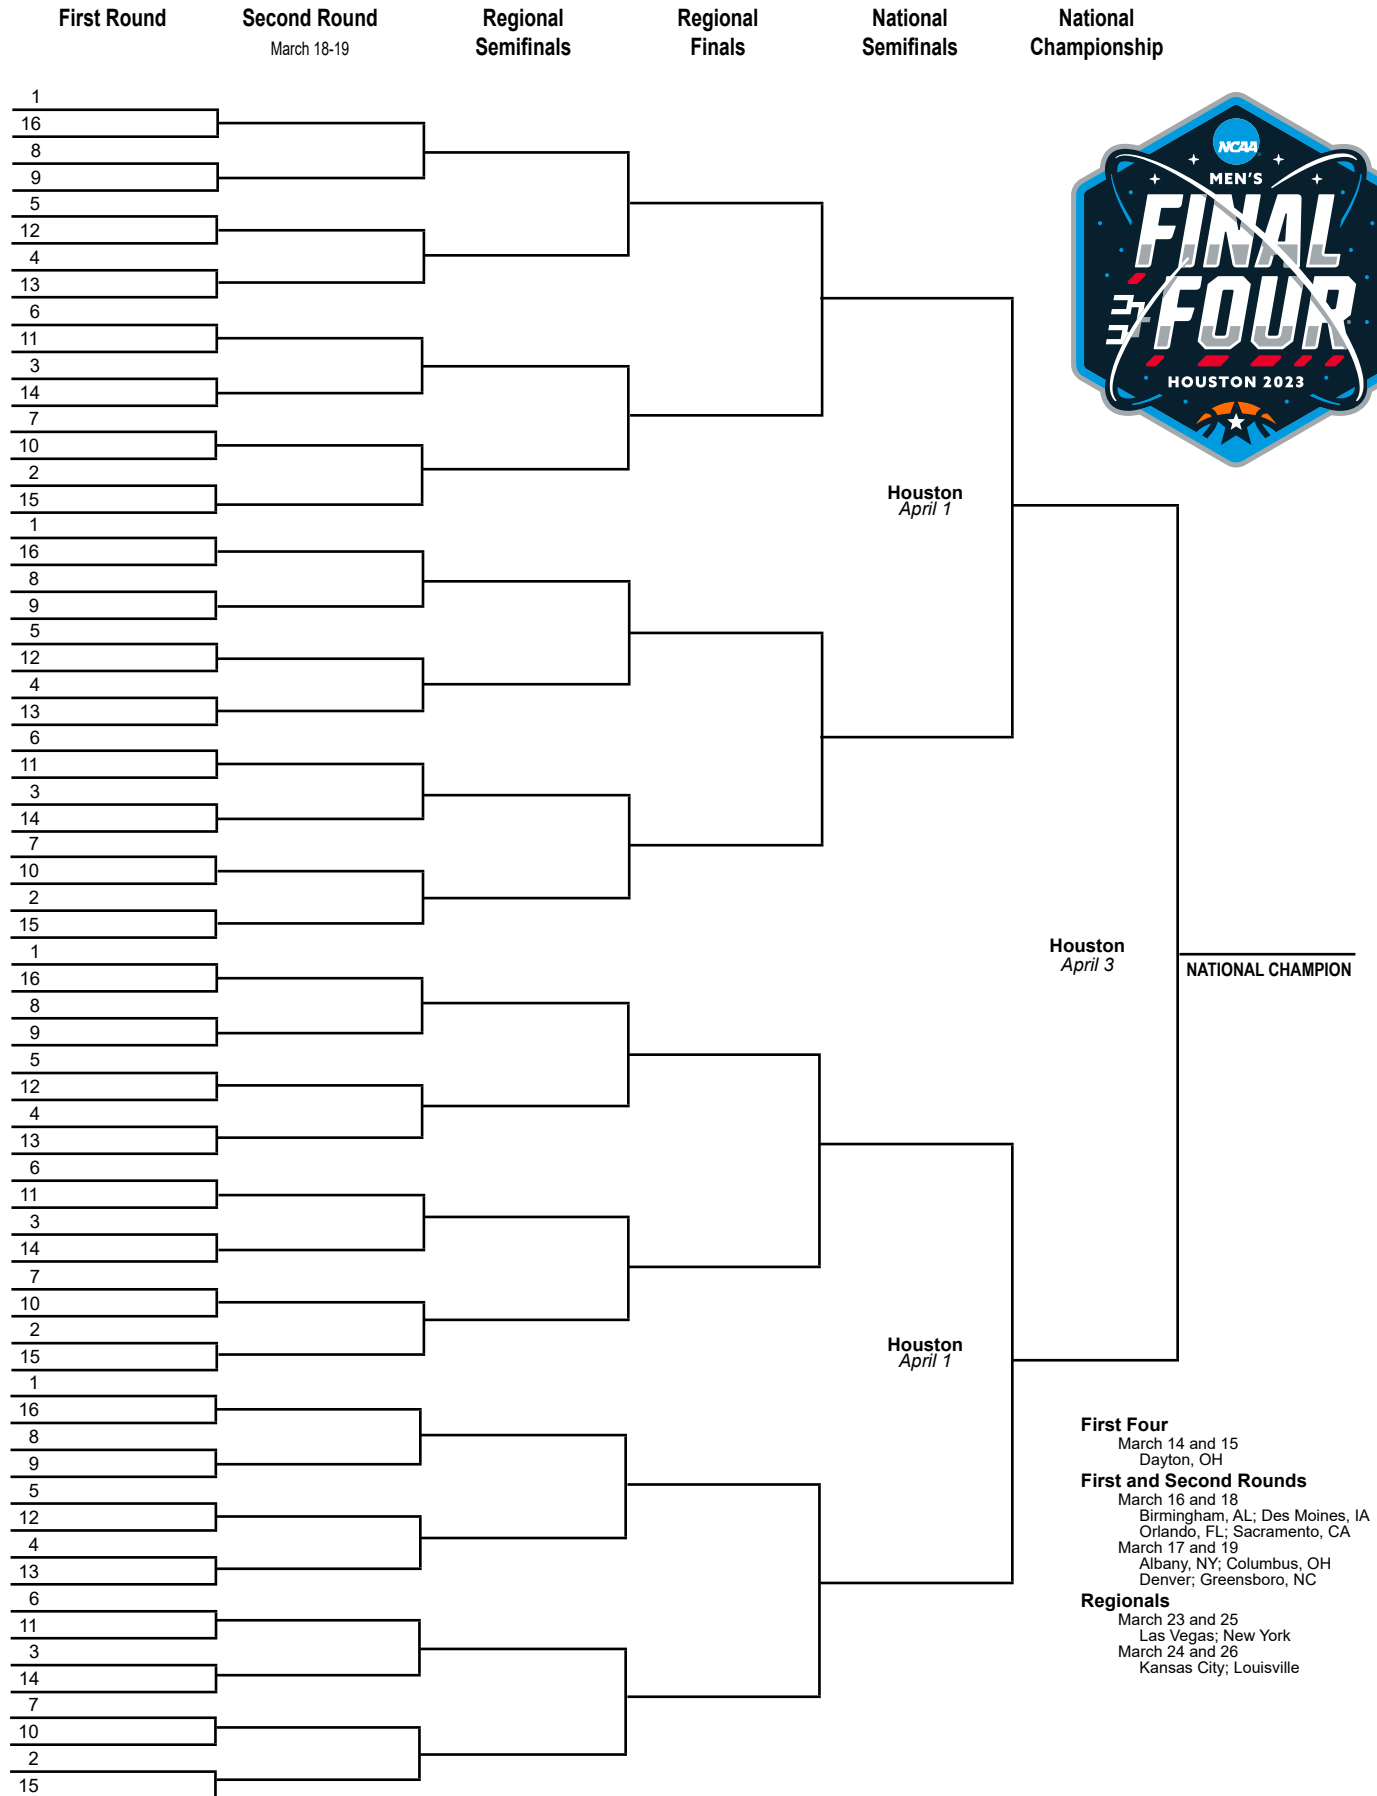 First Round
Second Round
March 18-19
Regional
Semifinals
Regional
Finals
National
Semifinals
National
Championship
1
16
8
9
5
12
4
13
6
11
3
14
7
10
2
15
1
16
8
9
5
12
4
13
6
11
3
14
7
10
2
15
1
16
8
9
5
12
4
13
6
11
3
14
7
10
2
15
1
16
8
9
5
12
4
13
6
11
3
14
7
10
2
15
NCAA
MEN'S
FINAL
FOUR
HOUSTON 2023
Houston
April 1
Houston
April 3
NATIONAL CHAMPION
Houston
April 1
First Four
March 14 and 15
Dayton, OH
First and Second Rounds
March 16 and 18
Birmingham, AL; Des Moines, IA
Orlando, FL; Sacramento, CA
March 17 and 19
Albany, NY; Columbus, OH
Denver; Greensboro, NC
Regionals
March 23 and 25
Las Vegas; New York
March 24 and 26
Kansas City; Louisville